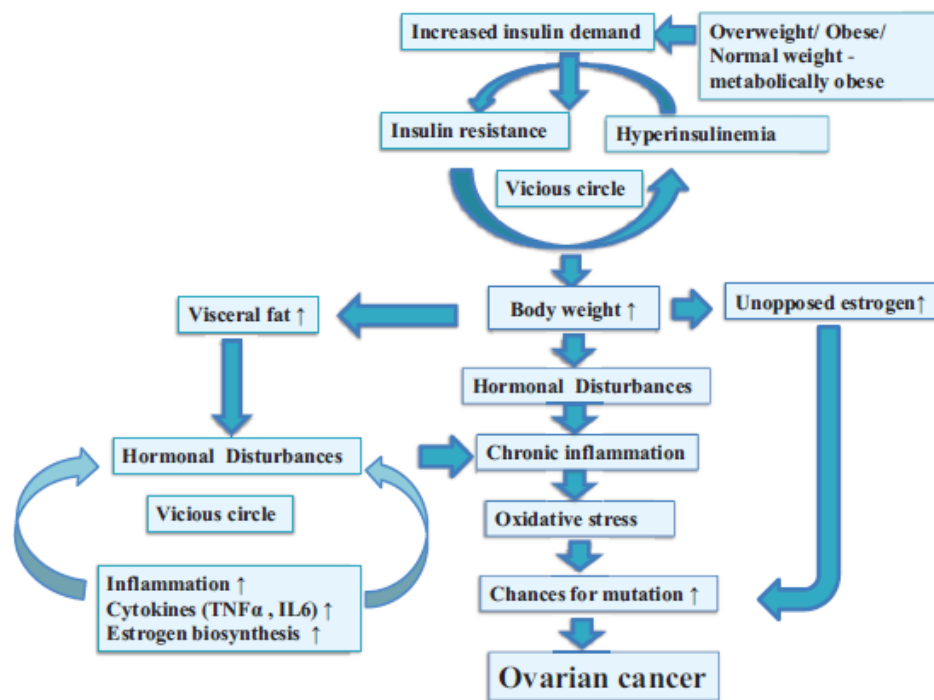 Increased insulin demand
Overweight/ Obese/
Normal weight -
metabolically obese
Insulin resistance
Hyperinsulinemia
Vicious circle
Visceral fat ↑
Body weight ↑
Unopposed estrogen↑
Hormonal Disturbances
Hormonal Disturbances
Chronic inflammation
Vicious circle
Oxidative stress
Inflammation ↑
Cytokines (TNFα , IL6) ↑
Estrogen biosynthesis ↑
Chances for mutation ↑
Ovarian cancer